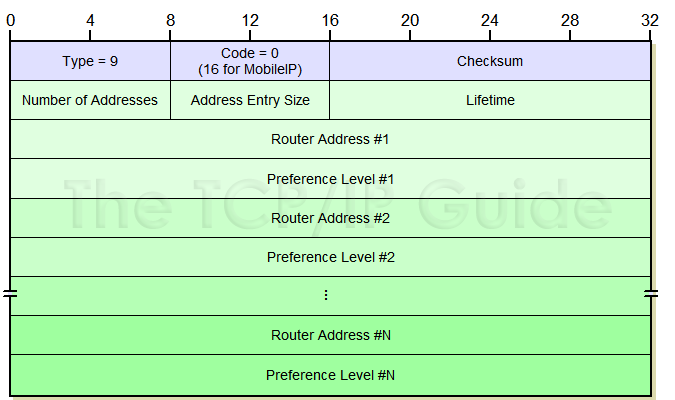 0 4 8 12 16 20 24 28 32
Type = 9
Code = 0
(16 for MobileIP)
Checksum
Number of Addresses
Address Entry Size
Lifetime
Router Address #1
Preference Level #1
The TCP/IP Guide
Router Address #2
Preference Level #2
⋮
Router Address #N
Preference Level #N